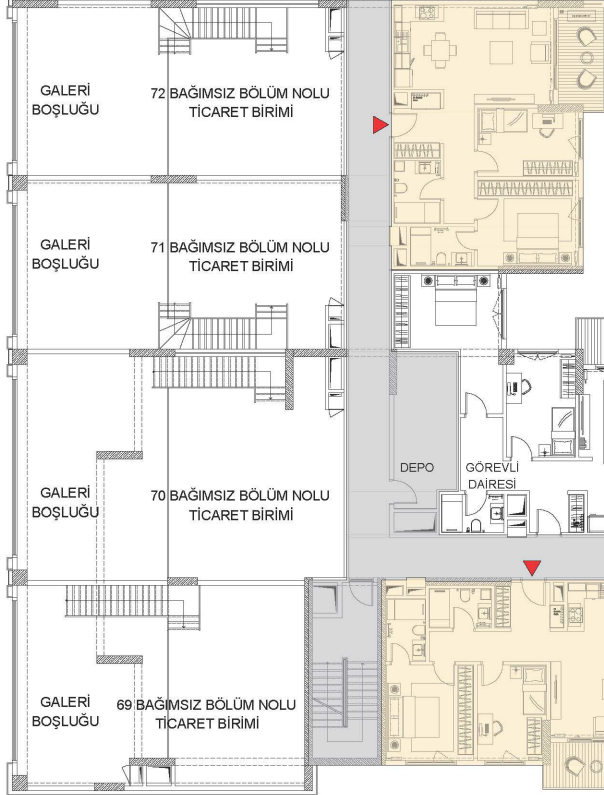 GALERİ
BOŞLUĞU
72 BAĞIMSIZ BÖLÜM NOLU
TİCARET BİRİMİ
GALERİ
BOŞLUĞU
71 BAĞIMSIZ BÖLÜM NOLU
TİCARET BİRİMİ
DEPO
GÖREVLİ
DAİRESİ
GALERİ
BOŞLUĞU
70 BAĞIMSIZ BÖLÜM NOLU
TİCARET BİRİMİ
GALERİ
BOŞLUĞU
69 BAĞIMSIZ BÖLÜM NOLU
TİCARET BİRİMİ